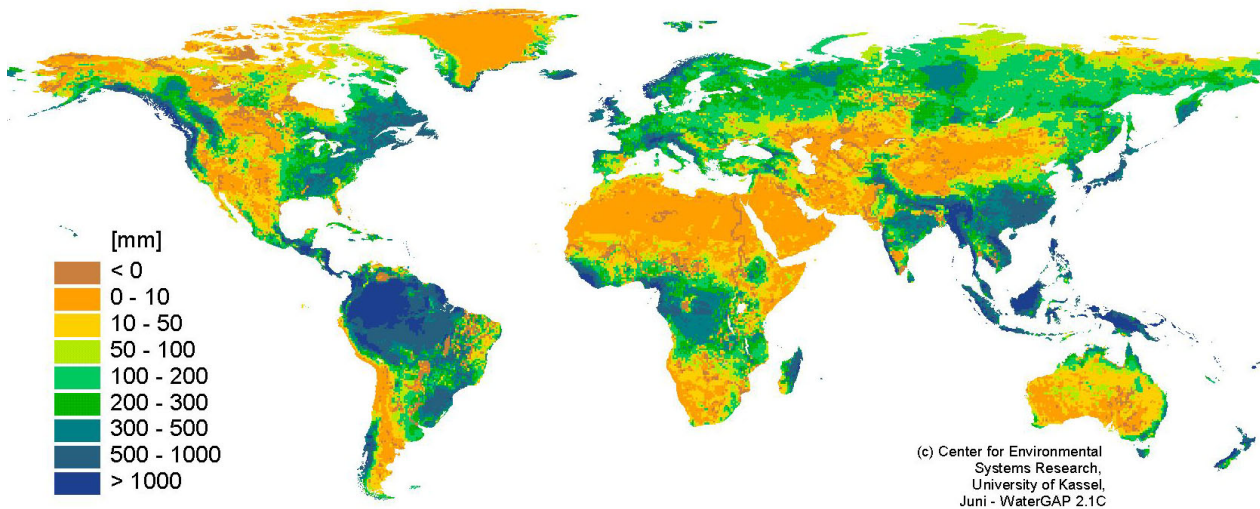 [mm]
< 0
0 - 10
10 - 50
50 - 100
100 - 200
200 - 300
300 - 500
500 - 1000
> 1000
(c) Center for Environmental
Systems Research,
University of Kassel,
Juni - WaterGAP 2.1C